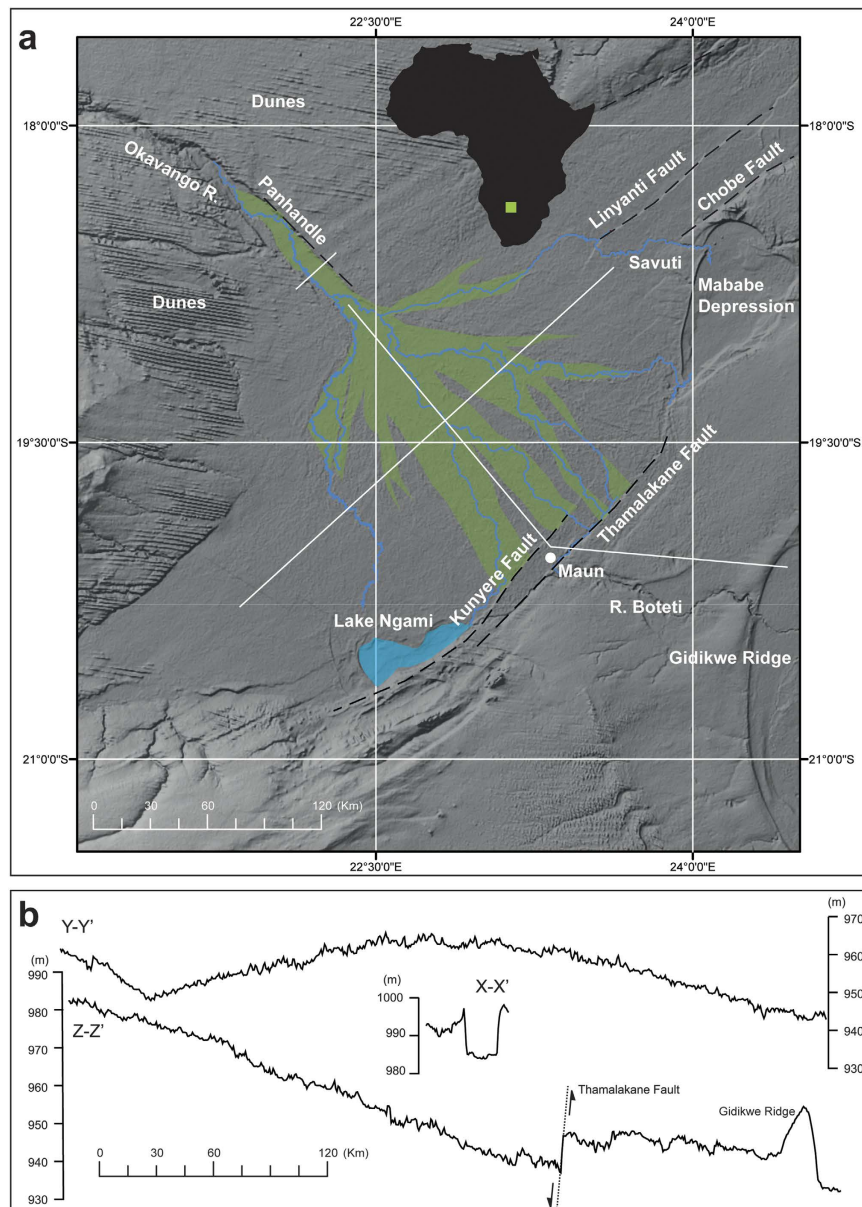 a
22°30'0"E
24°0'0"E
18°0'0"S
18°0'0"S
Dunes
Okavango R.
Panhandle
Linyanti Fault
Chobe Fault
Savuti
Mababe
Depression
Dunes
19°30'0"S
19°30'0"S
Thamalakane Fault
Kunyere Fault
Maun
Lake Ngami
R. Boteti
Gidikwe Ridge
21°0'0"S
21°0'0"S
0 30 60 120 (Km)
22°30'0"E
24°0'0"E
b
Y-Y'
(m)
970
960
950
940
930
(m)
990
980
970
960
950
940
930
Z-Z'
(m)
X-X'
1000
990
980
Thamalakane Fault
Gidikwe Ridge
0 30 60 120 (Km)